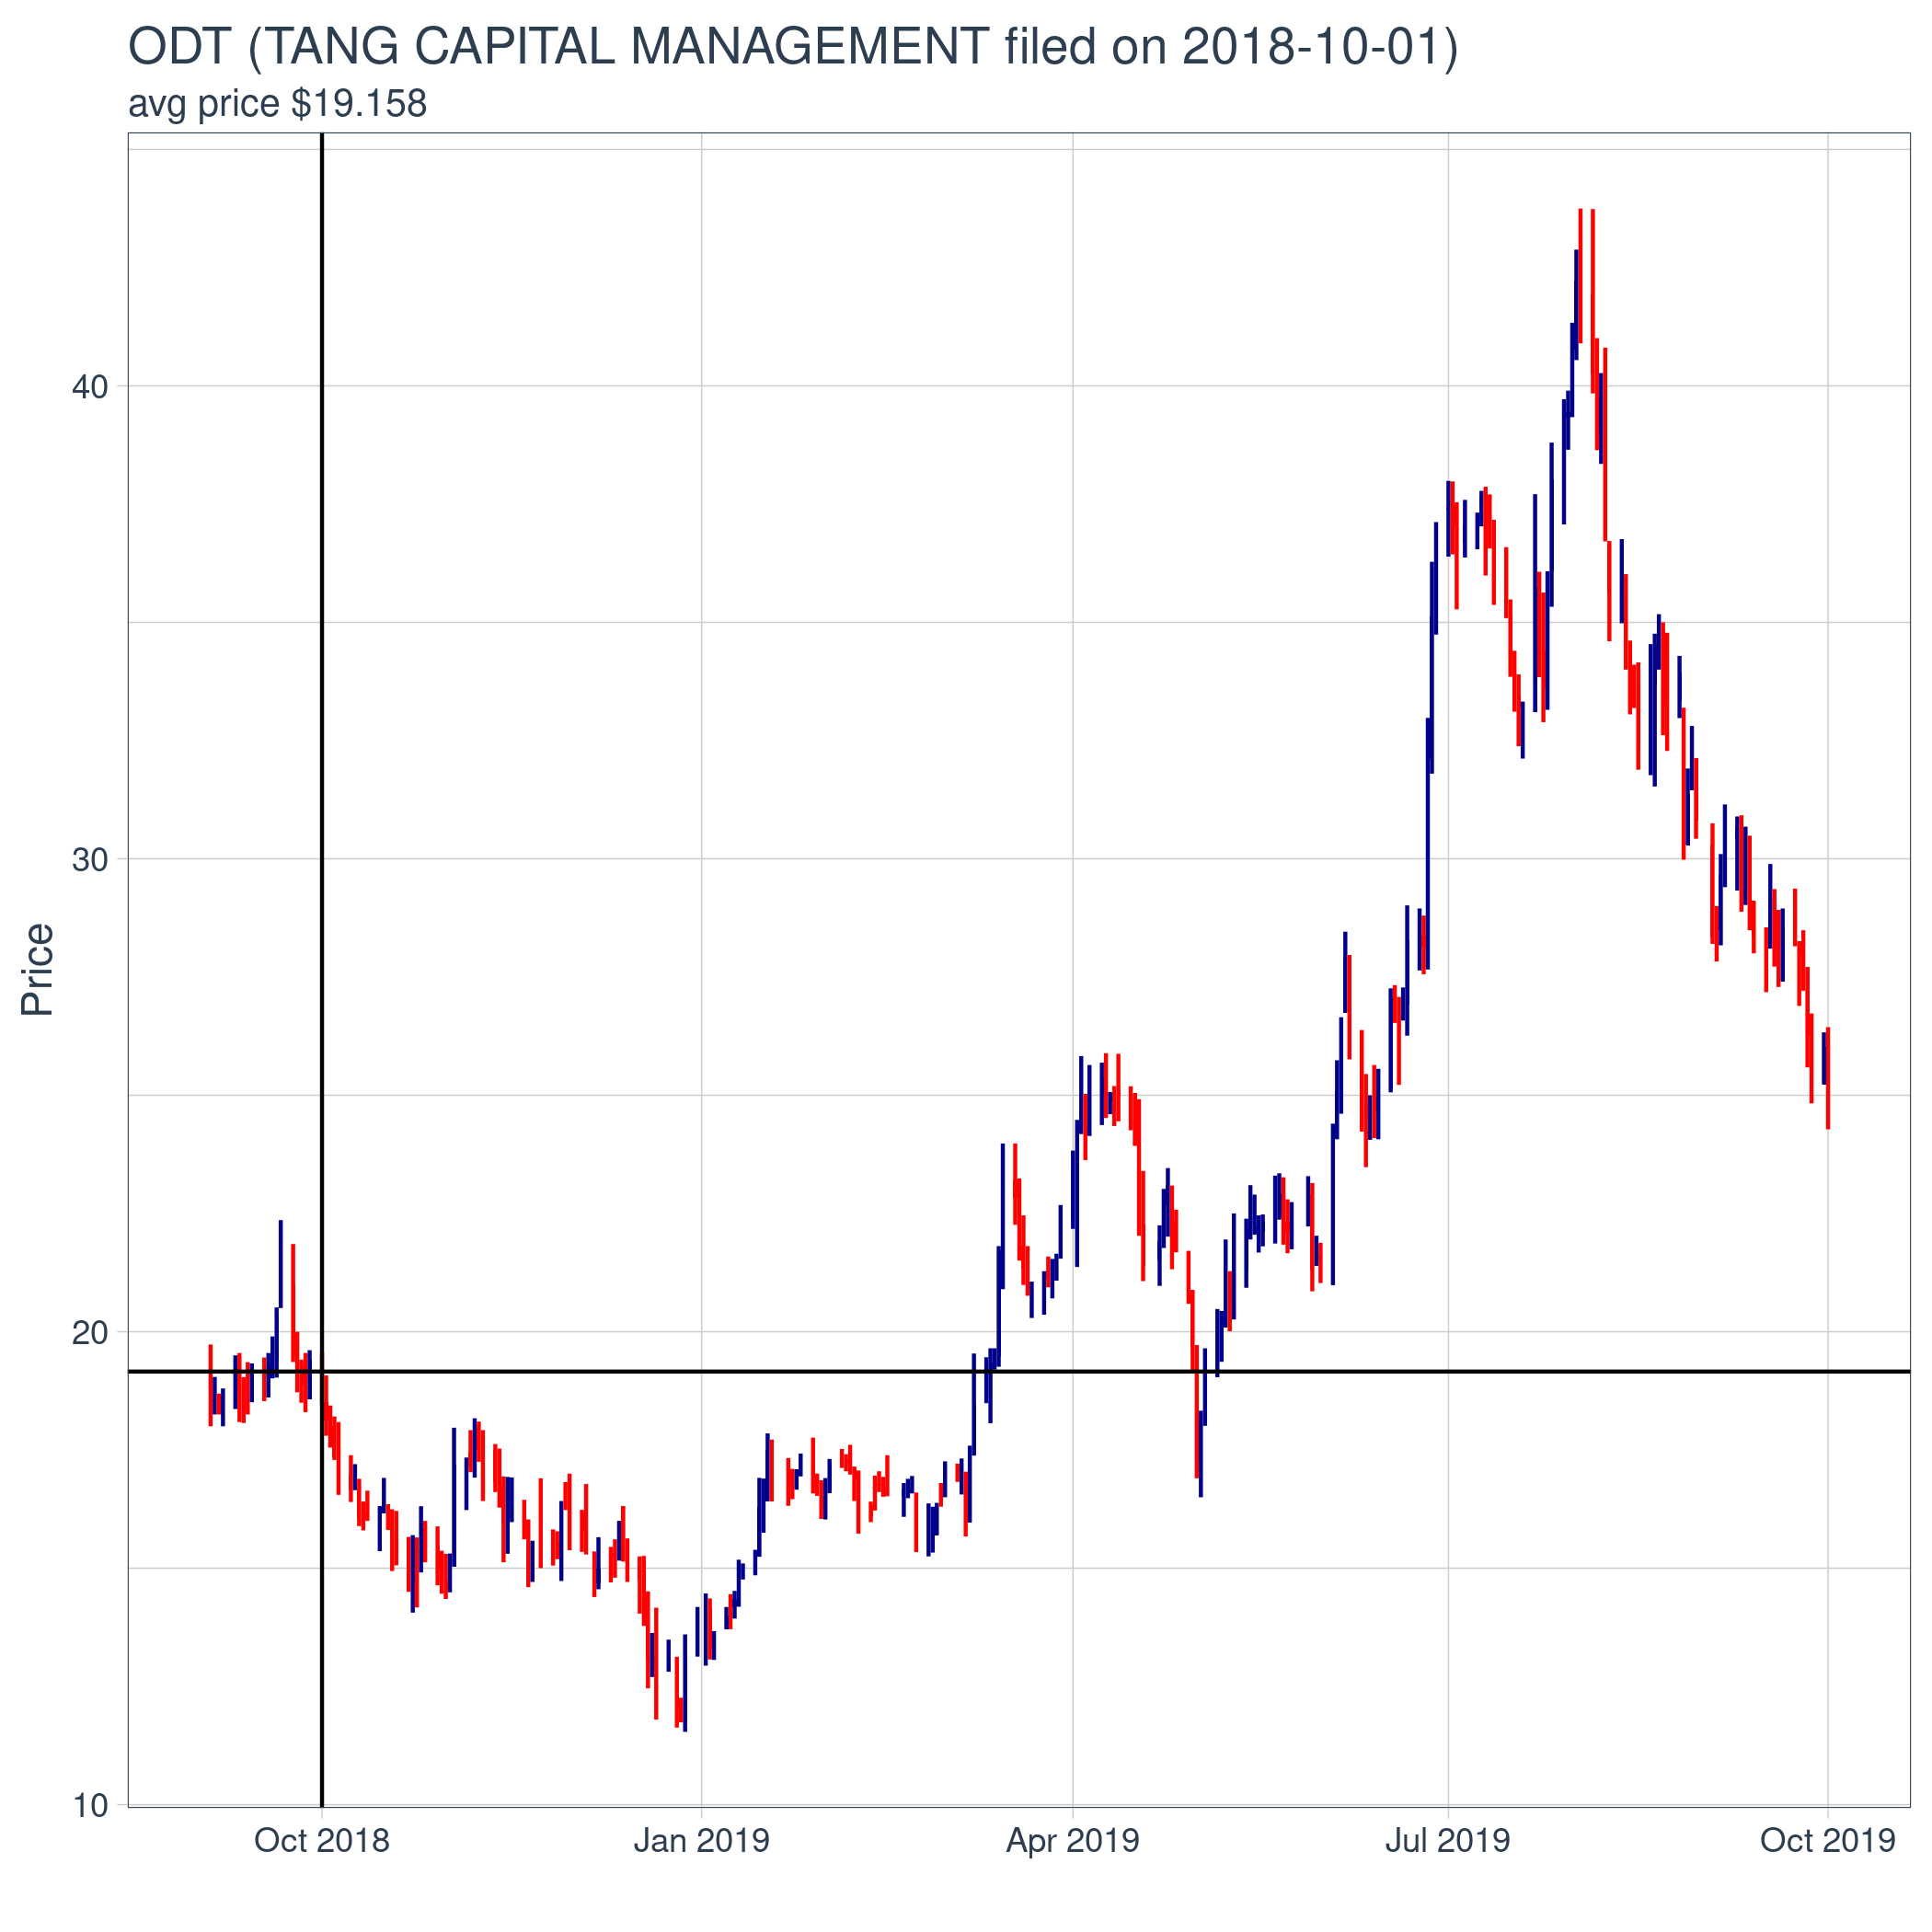 ODT (TANG CAPITAL MANAGEMENT filed on 2018-10-01)
avg price $19.158
Price
40
30
20
10
Oct 2018
Jan 2019
Apr 2019
Jul 2019
Oct 2019